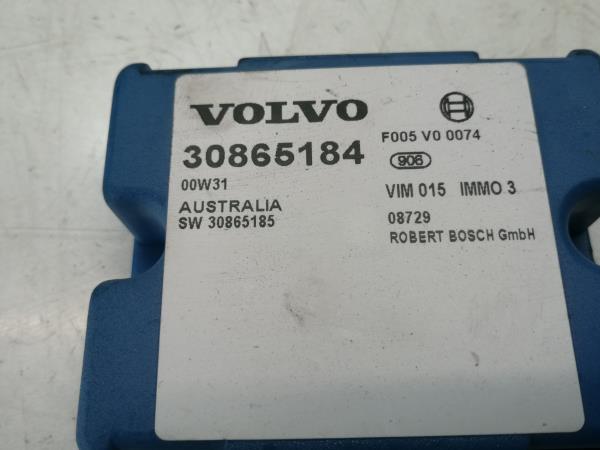 VOLVO
F005 V0 0074
30865184
906
00W31
VIM 015 IMMO 3
AUSTRALIA
08729
SW 30865185
ROBERT BOSCH GmbH